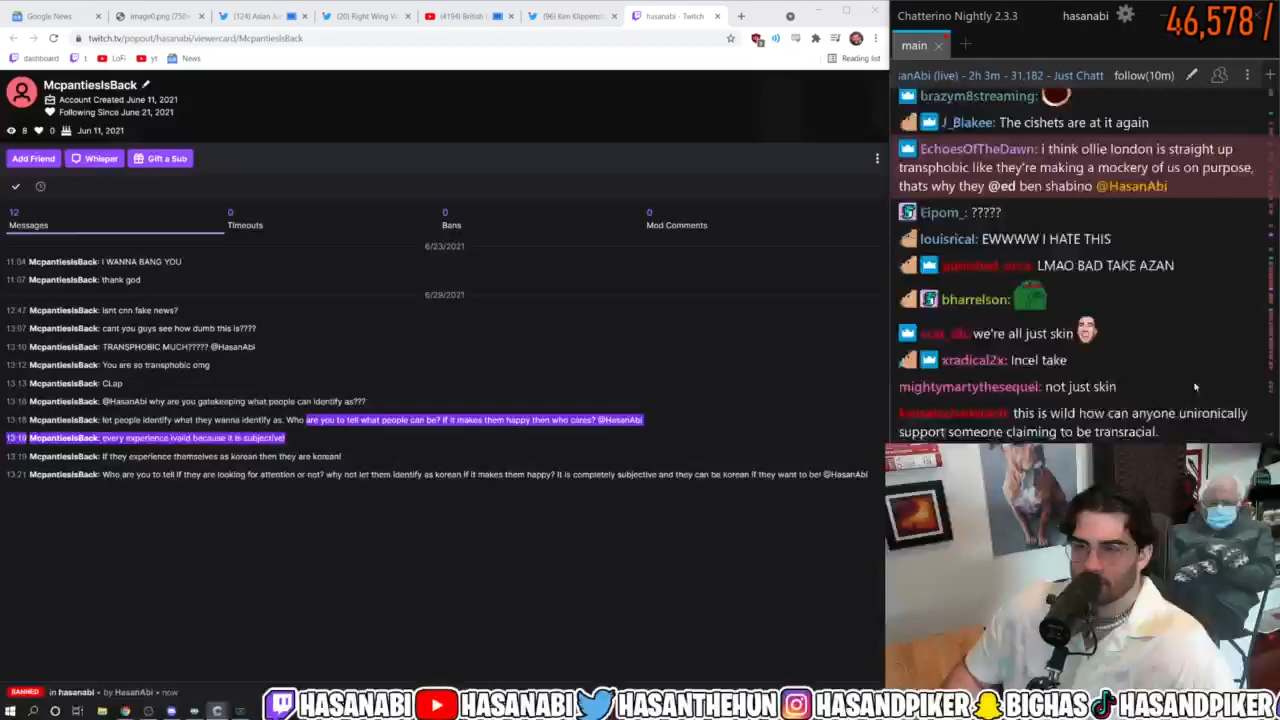 Google News
image0.png (750×
(124) Asian Ju
(20) Right Wing W
(4194) British I
(96) Ken Klippenst
hasanabi - Twitch
twitch.tv/popout/hasanabi/viewercard/McpantiesIsBack
dashboard
t
LoFi
yt
News
Reading list
McpantiesIsBack
Account Created June 11, 2021
Following Since June 21, 2021
8
0
Jun 11, 2021
Add Friend
Whisper
Gift a Sub
12
0
0
0
Messages
Timeouts
Bans
Mod Comments
6/23/2021
11:04 McpantiesIsBack: I WANNA BANG YOU
11:07 McpantiesIsBack: thank god
6/29/2021
12:47 McpantiesIsBack: isnt cnn fake news?
13:07 McpantiesIsBack: cant you guys see how dumb this is????
13:10 McpantiesIsBack: TRANSPHOBIC MUCH????? @HasanAbi
13:12 McpantiesIsBack: You are so transphobic omg
13:13 McpantiesIsBack: CLap
13:16 McpantiesIsBack: @HasanAbi why are you gatekeeping what people can identify as???
13:18 McpantiesIsBack: let people identify what they wanna identify as. Who are you to tell what people can be? If it makes them happy then who cares? @HasanAbi
13:19 McpantiesIsBack: every experience ivalid because it is subjective!
13:19 McpantiesIsBack: If they experience themselves as korean them they are korean!
13:21 McpantiesIsBack: Who are you to tell if they are looking for attention or not? why not let them identify as korean if it makes them happy? It is completely subjective and they can be korean if they want to be! @HasanAbi
BANNED in hasanabi • by HasanAbi • now
Chatterino Nightly 2.3.3
hasanabi
46,578 /
main
sanAbi (live) - 2h 3m - 31,182 - Just Chatt
follow(10m)
brazym8streaming:
J_Blakee: The cishets are at it again
EchoesOfTheDawn: i think ollie london is straight up
transphobic like they're making a mockery of us on purpose,
thats why they @ed ben shabino @HasanAbi
Eipom_: ?????
louisrical: EWWWW I HATE THIS
LMAO BAD TAKE AZAN
bharrelson:
we're all just skin
xradical2x: Incel take
mightymartythesequel: not just skin
this is wild how can anyone unironically
support someone claiming to be transracial.
HASANABI
HASANABI
HASANTHEHUN
HASANDPIKER
BIGHAS
HASANDPIKER